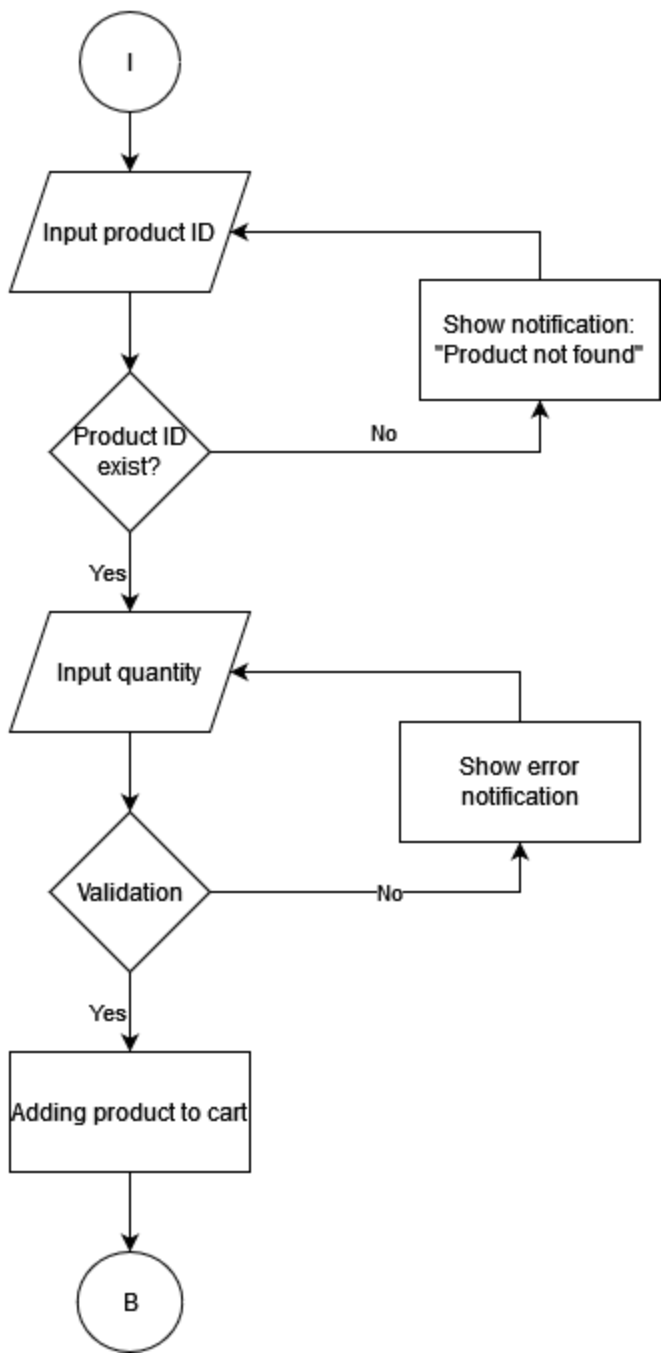 I
Input product ID
Show notification:
"Product not found"
Product ID
exist?
No
Yes
Input quantity
Show error
notification
Validation
No
Yes
Adding product to cart
B